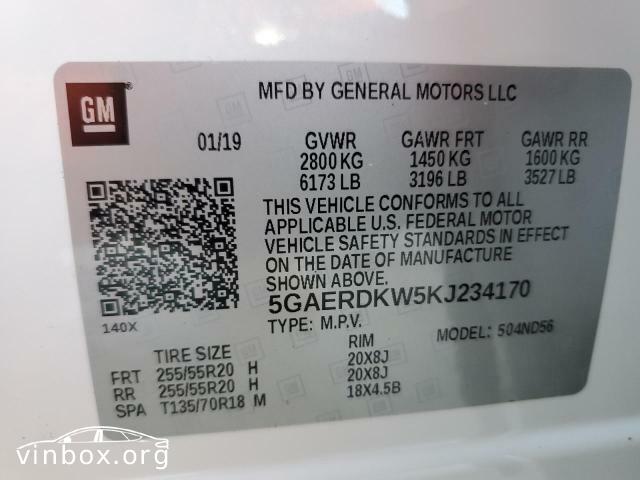 GM
MFD BY GENERAL MOTORS LLC
01/19 GVWR GAWR FRT GAWR RR
2800 KG 1450 KG 1600 KG
6173 LB 3196 LB 3527 LB
THIS VEHICLE CONFORMS TO ALL
APPLICABLE U.S. FEDERAL MOTOR
VEHICLE SAFETY STANDARDS IN EFFECT
ON THE DATE OF MANUFACTURE
SHOWN ABOVE.
5GAERDKW5KJ234170
140X
TYPE: M.P.V. MODEL: 504ND56
TIRE SIZE RIM
FRT 255/55R20 H 20X8J
RR 255/55R20 H 20X8J
SPA T135/70R18 M 18X4.5B
vinbox.org